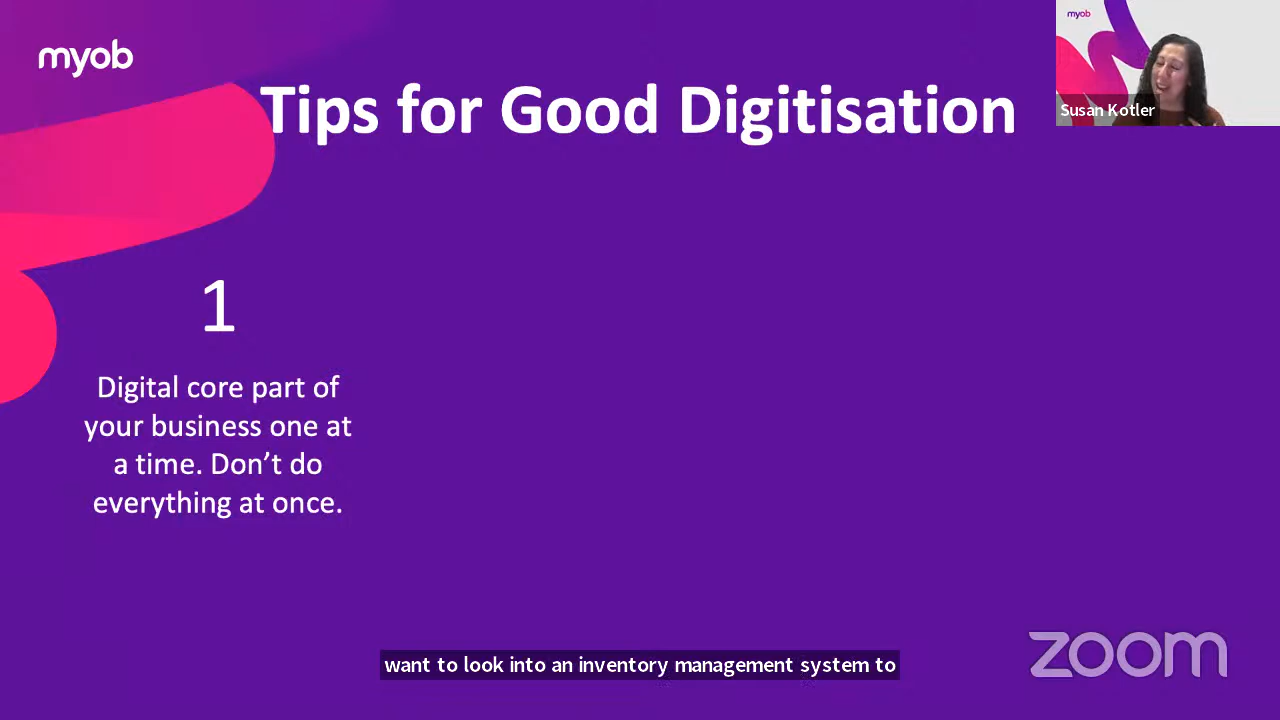 myob
Tips for Good Digitisation
myob
Susan Kotler
1
Digital core part of
your business one at
a time. Don’t do
everything at once.
want to look into an inventory management system to
zoom